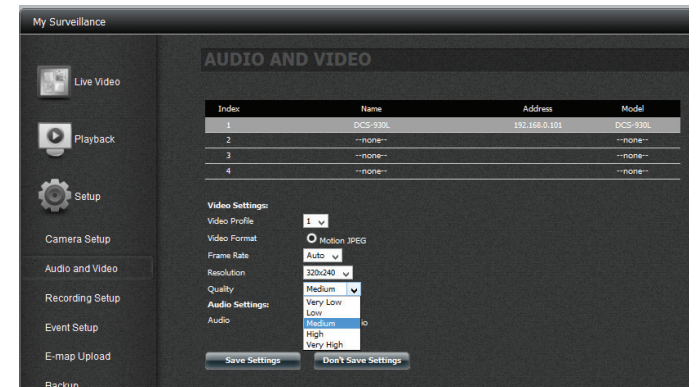 My Surveillance
AUDIO AND VIDEO
Live Video
Index Name Address Model
1 DCS-930L 192.168.0.101 DCS-930L
2 --none-- --none--
Playback
3 --none-- --none--
4 --none-- --none--
Setup
Video Settings:
Video Profile 1
Camera Setup
Video Format Motion JPEG
Frame Rate Auto
Audio and Video
Resolution 320x240
Quality Medium
Recording Setup
Audio Settings:
Very Low
Low
Audio
Medium io
Event Setup
High
Very High
E-map Upload
Save Settings Don't Save Settings
Backup